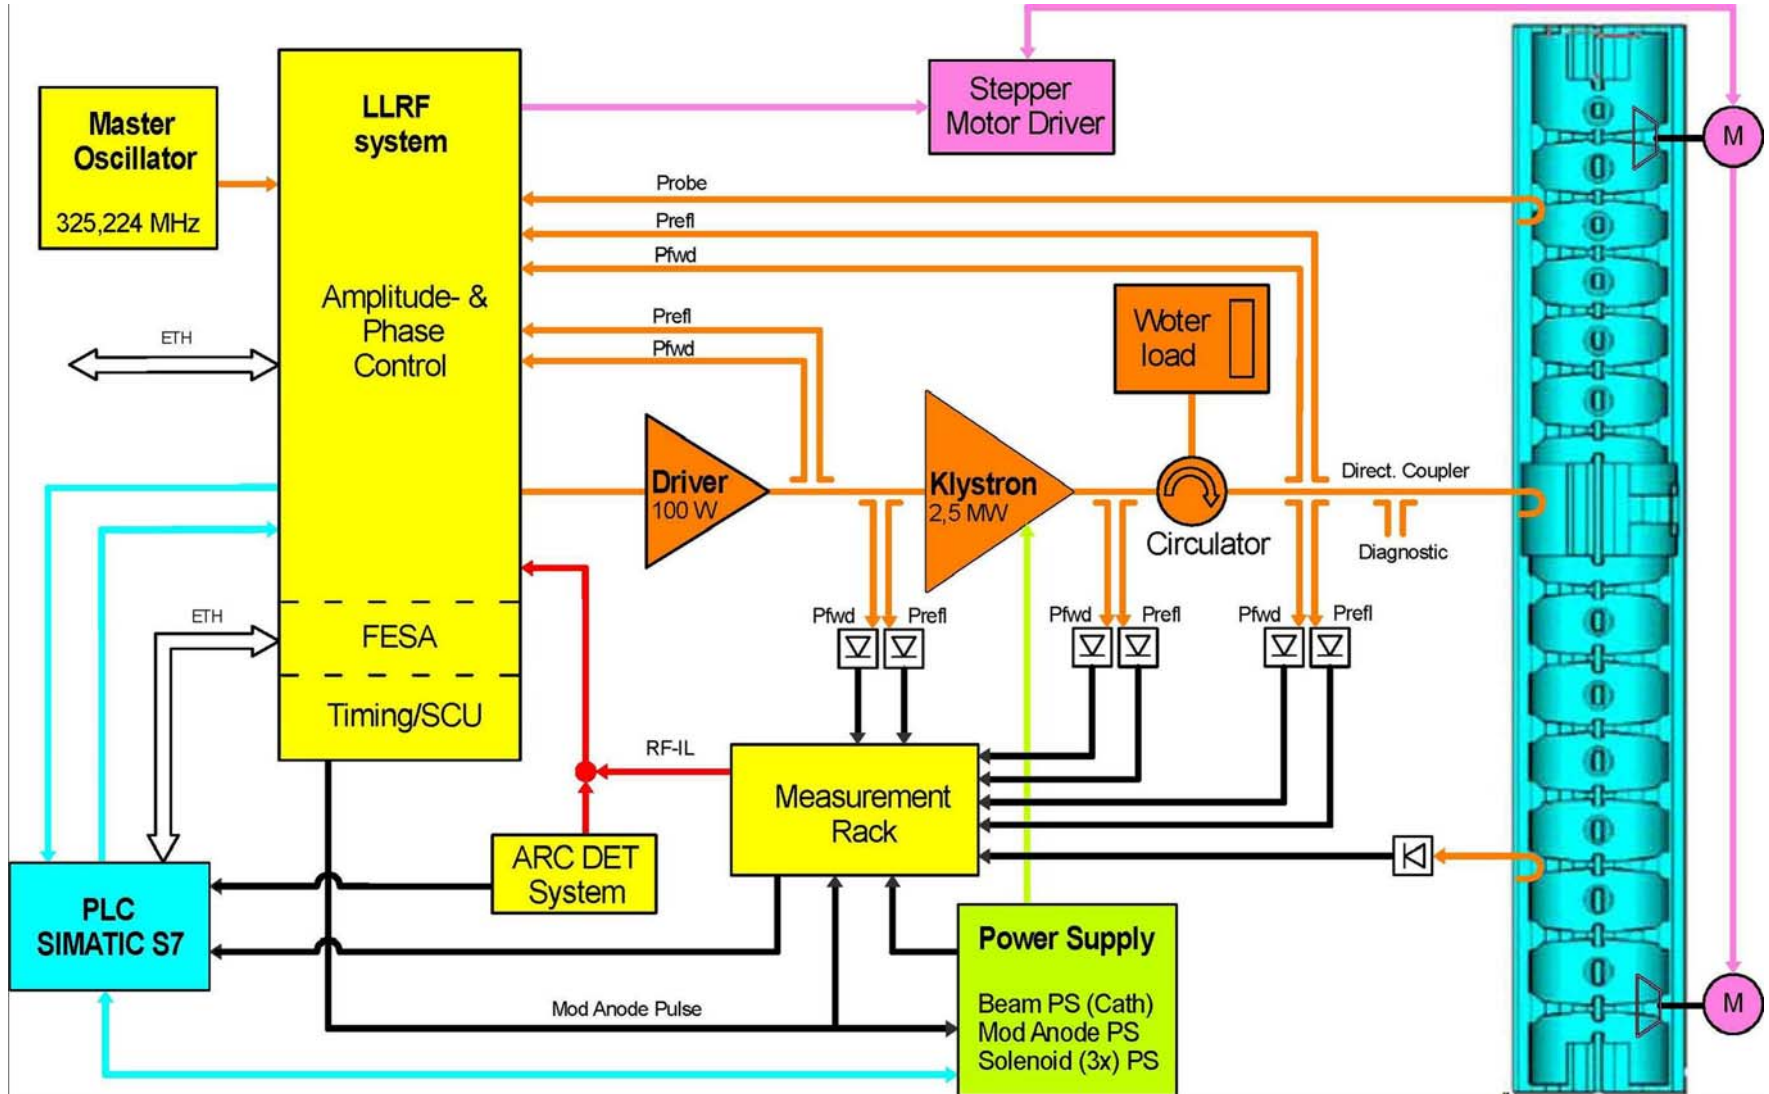 LLRF
system
Stepper
Motor Driver
Master
Oscillator
325,224 MHz
M
Probe
Prefl
Pfwd
Amplitude- &
Phase
Control
Prefl
Pfwd
ETH
Woter
load
Driver
100 W
Klystron
2,5 MW
Direct. Coupler
Circulator
Diagnostic
ETH
FESA
Pfwd
Prefl
Pfwd
Prefl
Pfwd
Prefl
Timing/SCU
RF-IL
Measurement
Rack
ARC DET
System
PLC
SIMATIC S7
Power Supply
Mod Anode Pulse
Beam PS (Cath)
Mod Anode PS
Solenoid (3x) PS
M